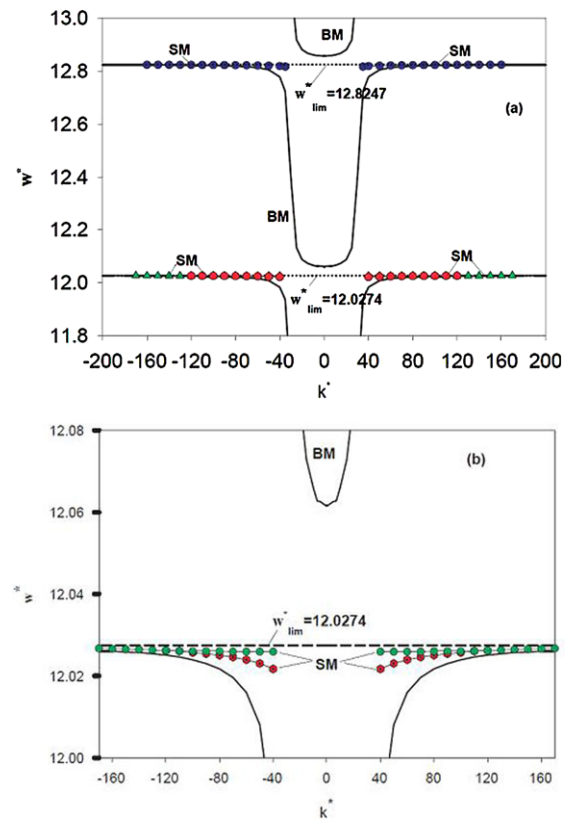 13.0
BM
SM
SM
12.8
w*lim=12.8247
(a)
12.6
w*
12.4
12.2
BM
SM
SM
12.0
w*lim=12.0274
11.8
-200 -160 -120 -80 -40 0 40 80 120 160 200
k*
12.08
BM
(b)
12.06
w*
12.04
w*lim=12.0274
SM
12.02
12.00
-160 -120 -80 -40 0 40 80 120 160
k*